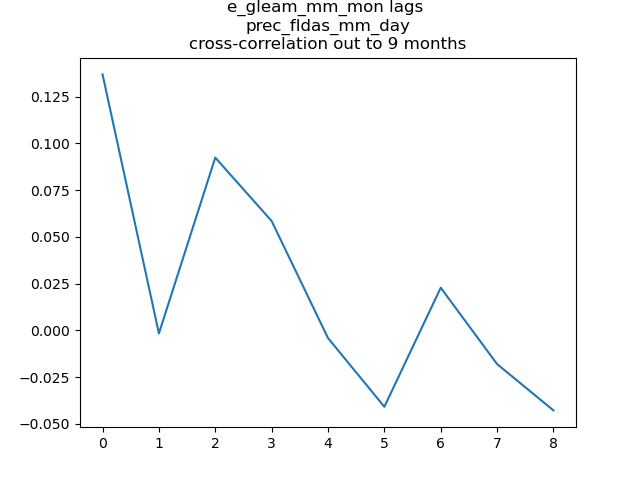 e_gleam_mm_mon lags
prec_fldas_mm_day
cross-correlation out to 9 months
0.125
0.100
0.075
0.050
0.025
0.000
−0.025
−0.050
0 1 2 3 4 5 6 7 8